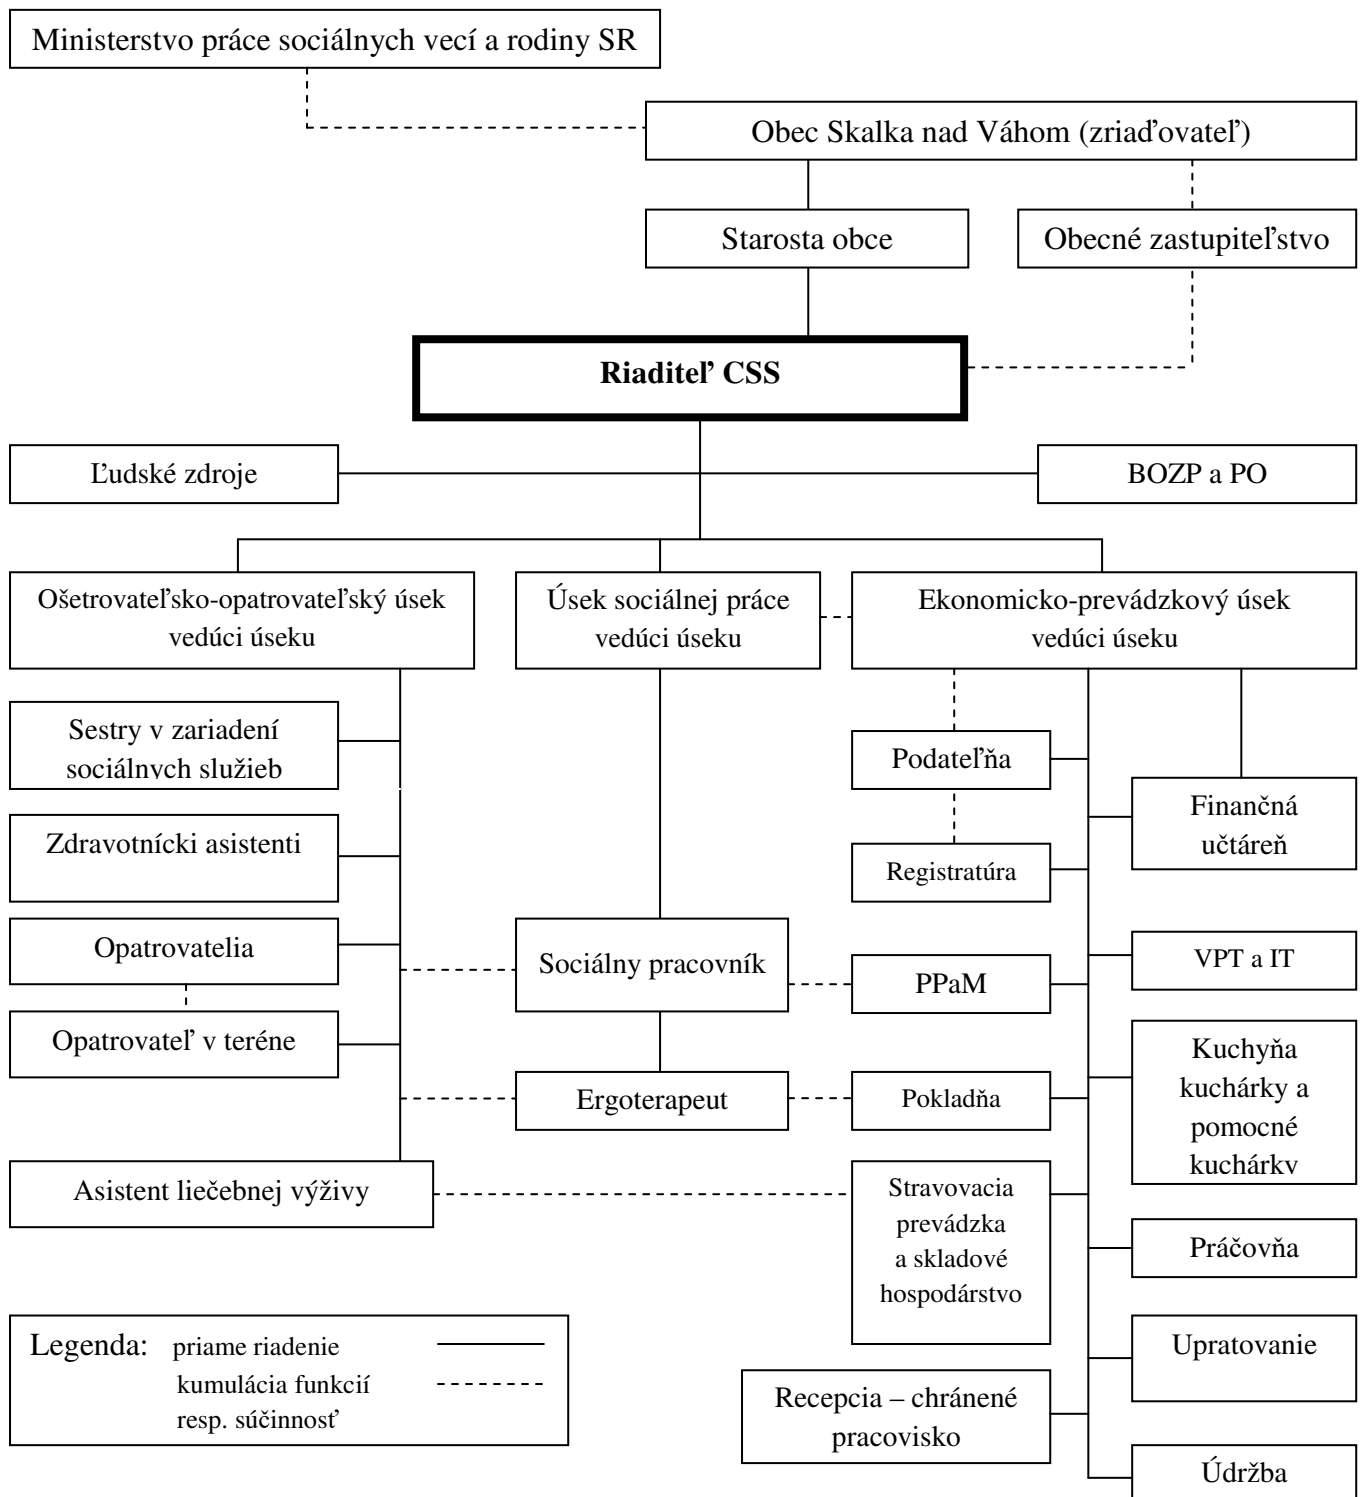 Ministerstvo práce sociálnych vecí a rodiny SR
Obec Skalka nad Váhom (zriaďovateľ)
Starosta obce
Obecné zastupiteľstvo
Riaditeľ CSS
Ľudské zdroje
BOZP a PO
Ošetrovateľsko-opatrovateľský úsek
vedúci úseku
Úsek sociálnej práce
vedúci úseku
Ekonomicko-prevádzkový úsek
vedúci úseku
Sestry v zariadení
sociálnych služieb
Podateľňa
Finančná
učtáreň
Zdravotnícki asistenti
Registratúra
Opatrovatelia
Sociálny pracovník
VPT a IT
PPaM
Opatrovateľ v teréne
Kuchyňa
kuchárky a
pomocné
kuchárky
Ergoterapeut
Pokladňa
Asistent liečebnej výživy
Stravovacia
prevádzka
a skladové
hospodárstvo
Práčovňa
Legenda: priame riadenie
kumulácia funkcií
resp. súčinnosť
Upratovanie
Recepcia – chránené
pracovisko
Údržba